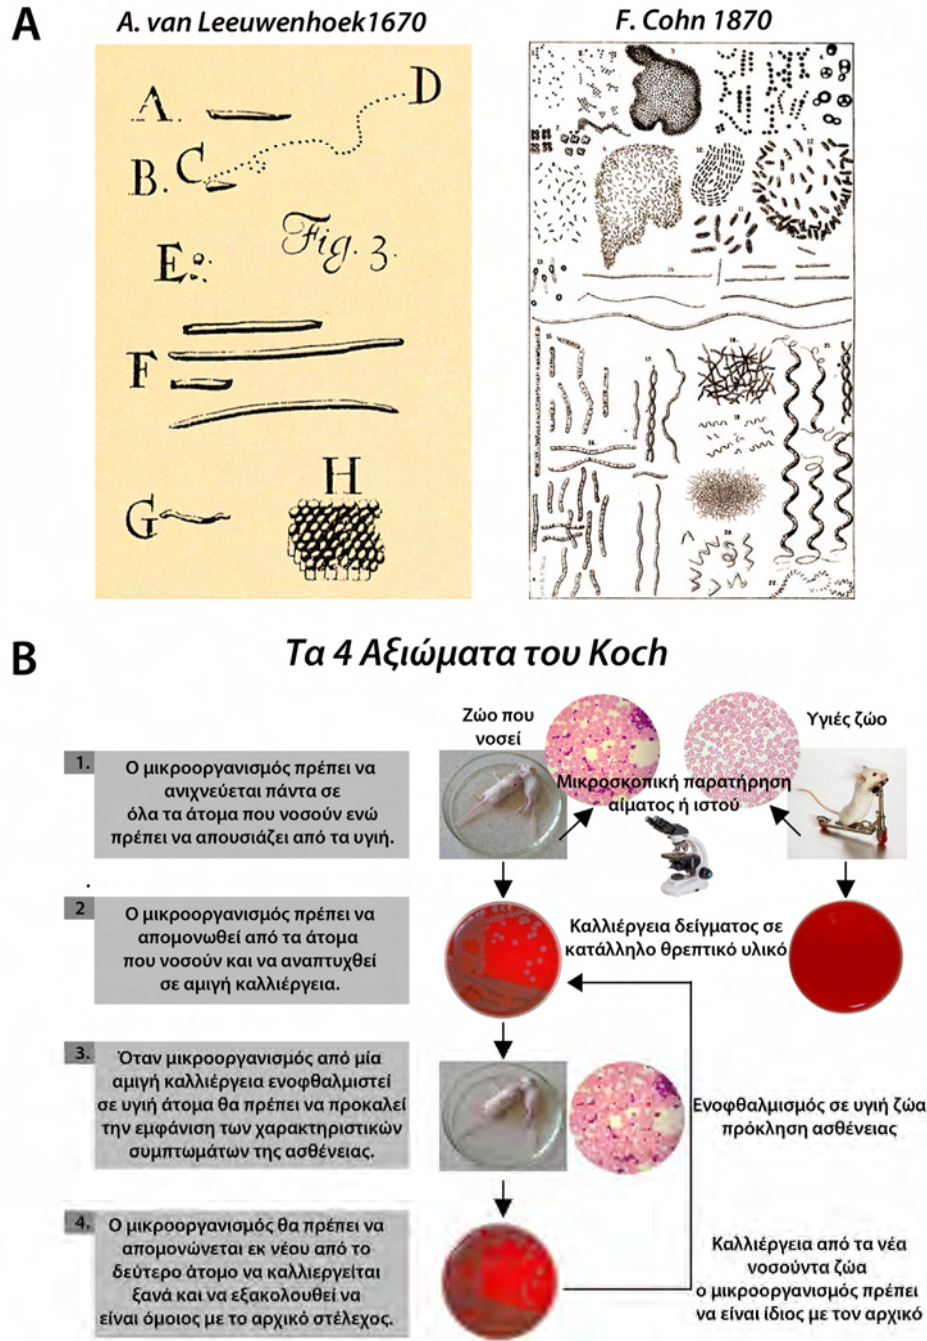 A
A. van Leeuwenhoek1670
F. Cohn 1870
A.
D
B.
C
Fig. 3.
E
F
H
G
B
Τα 4 Αξιώματα του Koch
Ζώο που
νοσεί
Υγιές ζώο
Μικροσκοπική παρατήρηση
αίματος ή ιστού
1.
Ο μικροοργανισμός πρέπει να
ανιχνεύεται πάντα σε
όλα τα άτομα που νοσούν ενώ
πρέπει να απουσιάζει από τα υγιή.
.
2
Ο μικροοργανισμός πρέπει να
απομονωθεί από τα άτομα
που νοσούν και να αναπτυχθεί
σε αμιγή καλλιέργεια.
Καλλιέργεια δείγματος σε
κατάλληλο θρεπτικό υλικό
3.
Όταν μικροοργανισμός από μία
αμιγή καλλιέργεια ενοφθαλμιστεί
σε υγιή άτομα θα πρέπει να προκαλεί
την εμφάνιση των χαρακτηριστικών
συμπτωμάτων της ασθένειας.
Ενοφθαλμισμός σε υγιή ζώα
πρόκληση ασθένειας
4.
Ο μικροοργανισμός θα πρέπει να
απομονώνεται εκ νέου από το
δεύτερο άτομο να καλλιεργείται
ξανά και να εξακολουθεί να
είναι όμοιος με το αρχικό στέλεχος.
Καλλιέργεια από τα νέα
νοσούντα ζώα
ο μικροοργανισμός πρέπει
να είναι ίδιος με τον αρχικό